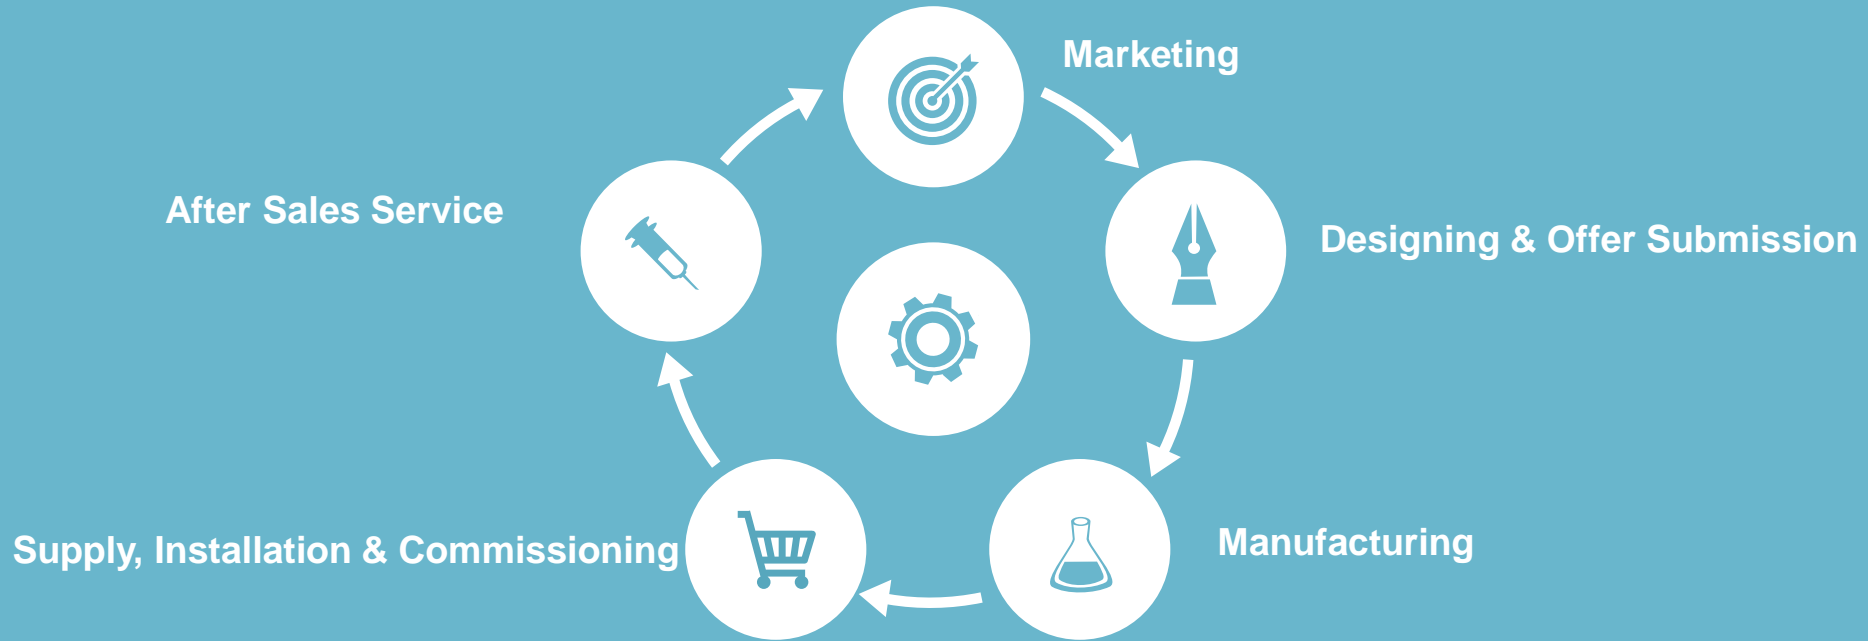 Marketing
After Sales Service
Designing & Offer Submission
Supply, Installation & Commissioning
Manufacturing